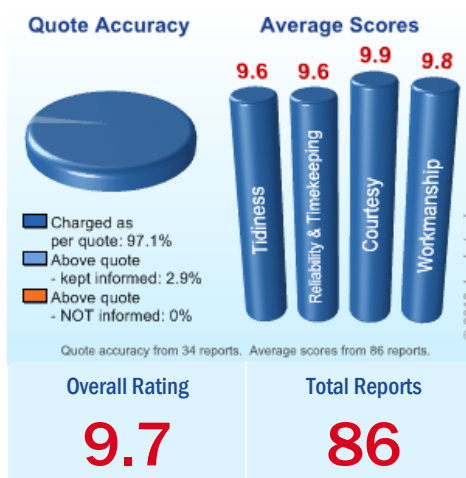 Quote Accuracy
Average Scores
9.6
9.6
9.9
9.8
Tidiness
Reliability & Timekeeping
Courtesy
Workmanship
Charged as
per quote: 97.1%
Above quote
- kept informed: 2.9%
Above quote
- NOT informed: 0%
Quote accuracy from 34 reports. Average scores from 86 reports.
Overall Rating
Total Reports
9.7
86